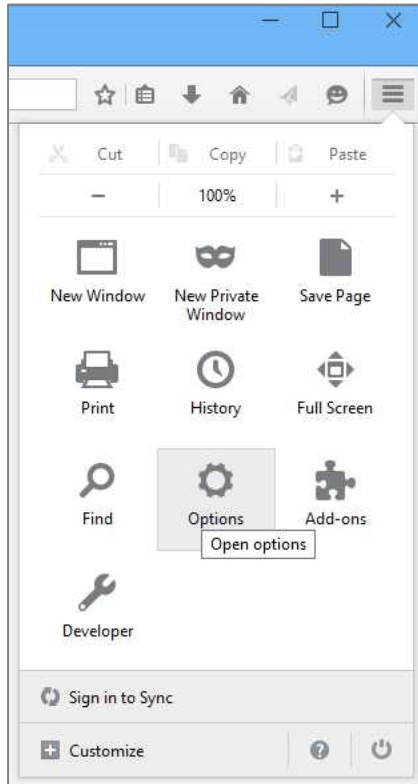 Cut Copy Paste
100%
New Window New Private Window Save Page
Print History Full Screen
Find Options Add-ons
Open options
Developer
Sign in to Sync
Customize